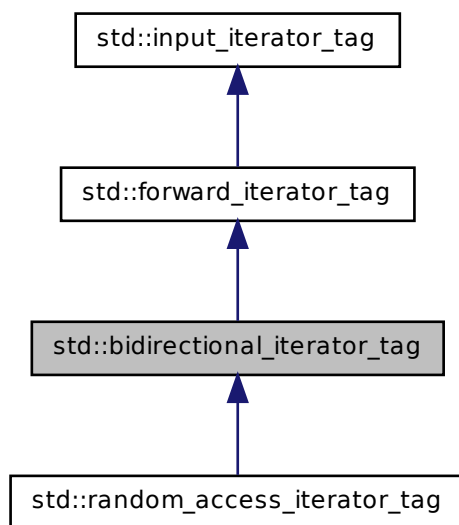 std::input_iterator_tag
std::forward_iterator_tag
std::bidirectional_iterator_tag
std::random_access_iterator_tag